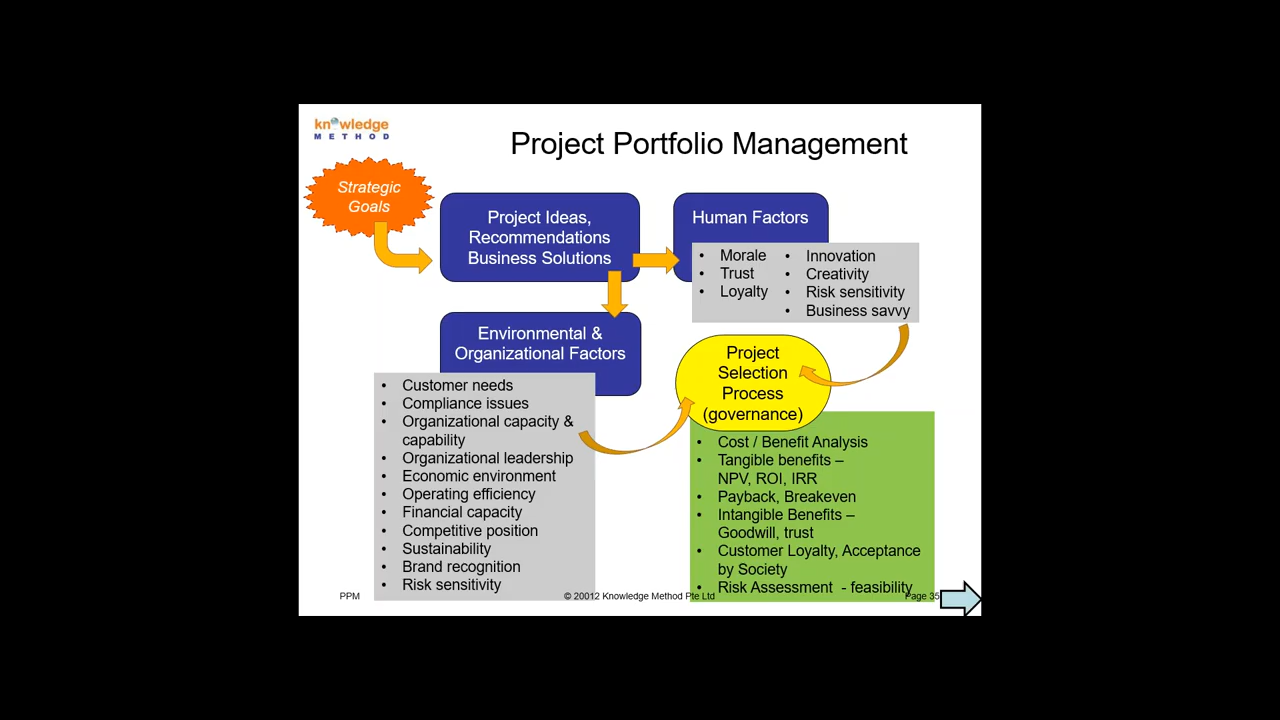 knowledge
METHOD
Project Portfolio Management
Strategic
Goals
Project Ideas,
Recommendations
Business Solutions
Human Factors
• Morale
• Trust
• Loyalty
• Innovation
• Creativity
• Risk sensitivity
• Business savvy
Environmental &
Organizational Factors
• Customer needs
• Compliance issues
• Organizational capacity &
capability
• Organizational leadership
• Economic environment
• Operating efficiency
• Financial capacity
• Competitive position
• Sustainability
• Brand recognition
• Risk sensitivity
Project
Selection
Process
(governance)
• Cost / Benefit Analysis
• Tangible benefits –
NPV, ROI, IRR
• Payback, Breakeven
• Intangible Benefits –
Goodwill, trust
• Customer Loyalty, Acceptance
by Society
• Risk Assessment - feasibility
PPM
© 20012 Knowledge Method Pte Ltd
Page 35